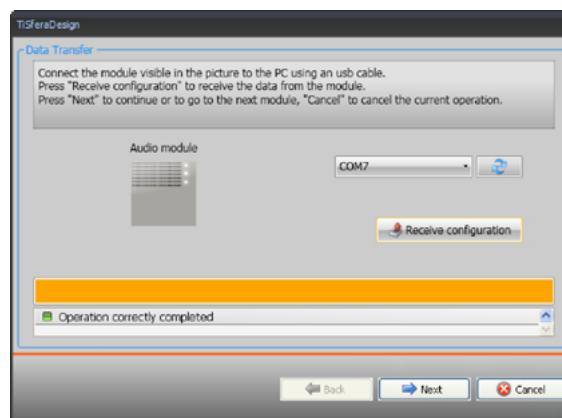 TiSferaDesign
Data Transfer
Connect the module visible in the picture to the PC using an usb cable.
Press "Receive configuration" to receive the data from the module.
Press "Next" to continue or to go to the next module, "Cancel" to cancel the current operation.
Audio module
COM7
Receive configuration
Operation correctly completed
Back
Next
Cancel